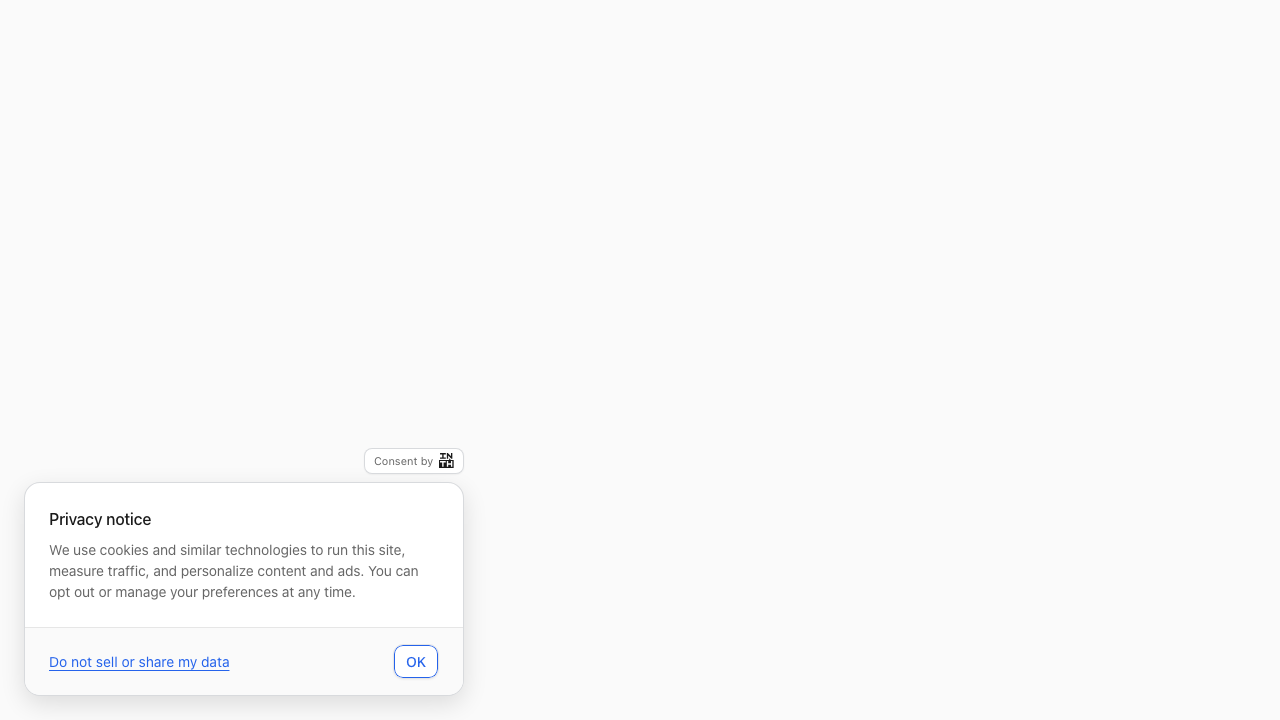 Consent by INTH
Privacy notice
We use cookies and similar technologies to run this site,
measure traffic, and personalize content and ads. You can
opt out or manage your preferences at any time.
Do not sell or share my data
OK